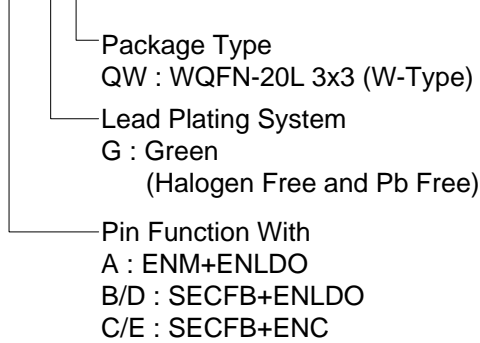 Package Type
QW : WQFN-20L 3x3 (W-Type)
Lead Plating System
G : Green
(Halogen Free and Pb Free)
Pin Function With
A : ENM+ENLDO
B/D : SECFB+ENLDO
C/E : SECFB+ENC